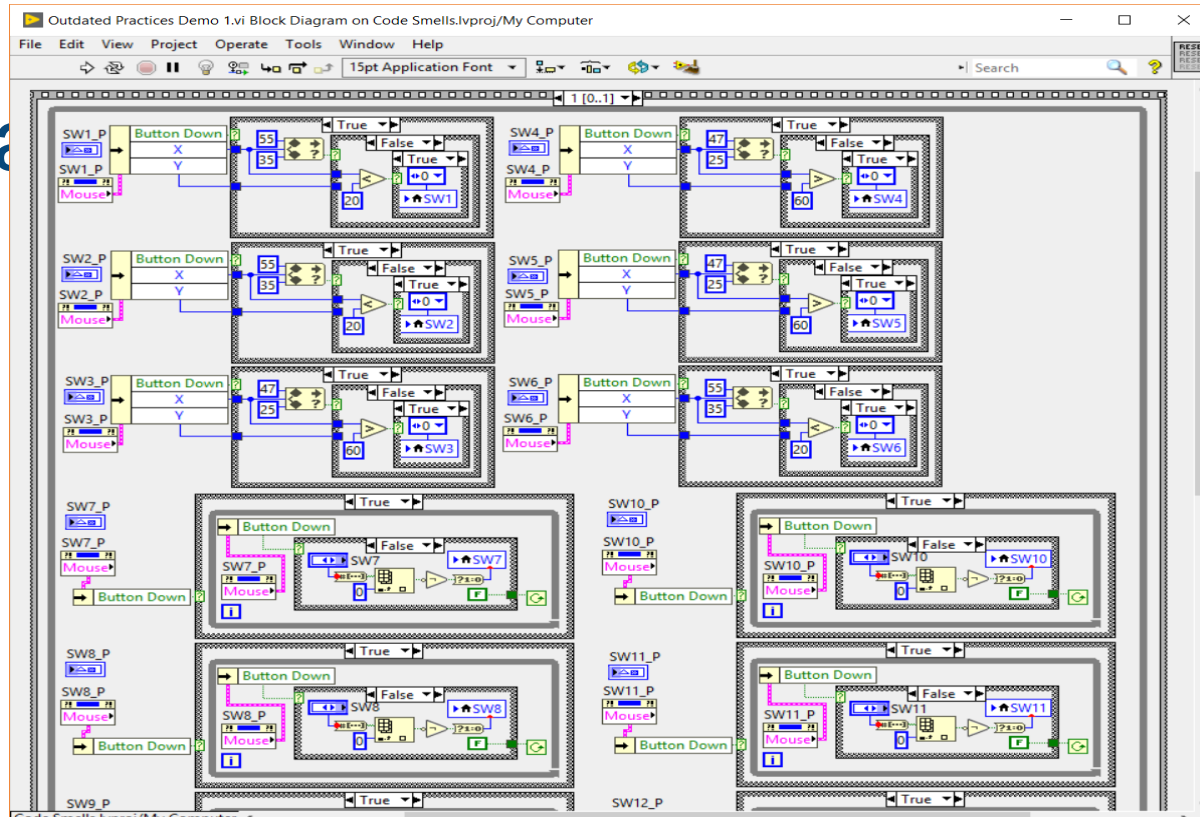 Outdated Practices Demo 1.vi Block Diagram on Code Smells.lvproj/My Computer
File Edit View Project Operate Tools Window Help
15pt Application Font Search
1 [0..1]
SW1_P Button Down True
X 55 False
SW1_P Y 35 True
Mouse < 0
20 SW1
SW4_P Button Down True
X 47 False
SW4_P Y 25 True
Mouse > 0
60 SW4
SW2_P Button Down True
X 55 False
SW2_P Y 35 True
Mouse < 0
20 SW2
SW5_P Button Down True
X 47 False
SW5_P Y 25 True
Mouse > 0
60 SW5
SW3_P Button Down True
X 47 False
SW3_P Y 25 True
Mouse > 0
60 SW3
SW6_P Button Down True
X 55 False
SW6_P Y 35 True
Mouse < 0
20 SW6
SW7_P True
Button Down
SW7_P False
Mouse SW7 SW7
SW7_P
Mouse 0 ?1:0
Button Down F
i
SW10_P True
Button Down
SW10_P False
Mouse SW10 SW10
SW10_P
Mouse 0 ?1:0
Button Down F
i
SW8_P True
Button Down
SW8_P False
Mouse SW8 SW8
SW8_P
Mouse 0 ?1:0
Button Down F
i
SW11_P True
Button Down
SW11_P False
Mouse SW11 SW11
SW11_P
Mouse 0 ?1:0
Button Down F
i
SW9_P True
SW12_P True
Code Smells.lvproj/My Computer